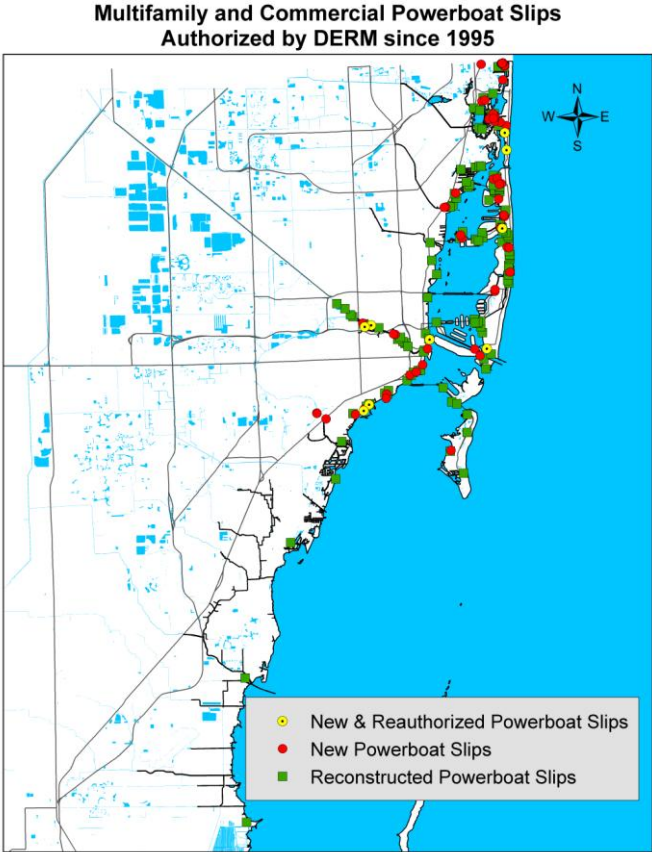 Multifamily and Commercial Powerboat Slips
Authorized by DERM since 1995
N
W E
S
New & Reauthorized Powerboat Slips
New Powerboat Slips
Reconstructed Powerboat Slips